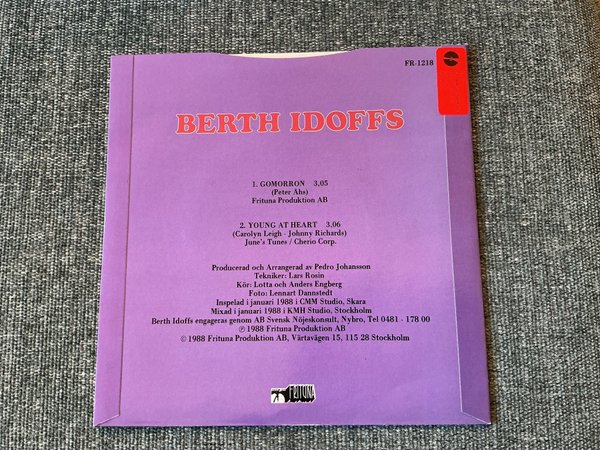 FR-1218
BERTH IDOFFS
1. GOMORRON 3,05
(Peter Åhs)
Frituna Produktion AB
2. YOUNG AT HEART 3,06
(Carolyn Leigh - Johnny Richards)
June's Tunes / Cherio Corp.
Producerad och Arrangerad av Pedro Johansson
Tekniker: Lars Rosin
Kör: Lotta och Anders Engberg
Foto: Lennart Dannstedt
Inspelad i januari 1988 i CMM Studio, Skara
Mixad i januari 1988 i KMH Studio, Stockholm
Berth Idoffs engageras genom AB Svensk Nöjeskonsult, Nybro, Tel 0481 - 178 00
℗ 1988 Frituna Produktion AB
© 1988 Frituna Produktion AB, Värtavägen 15, 115 28 Stockholm
FRITUNA